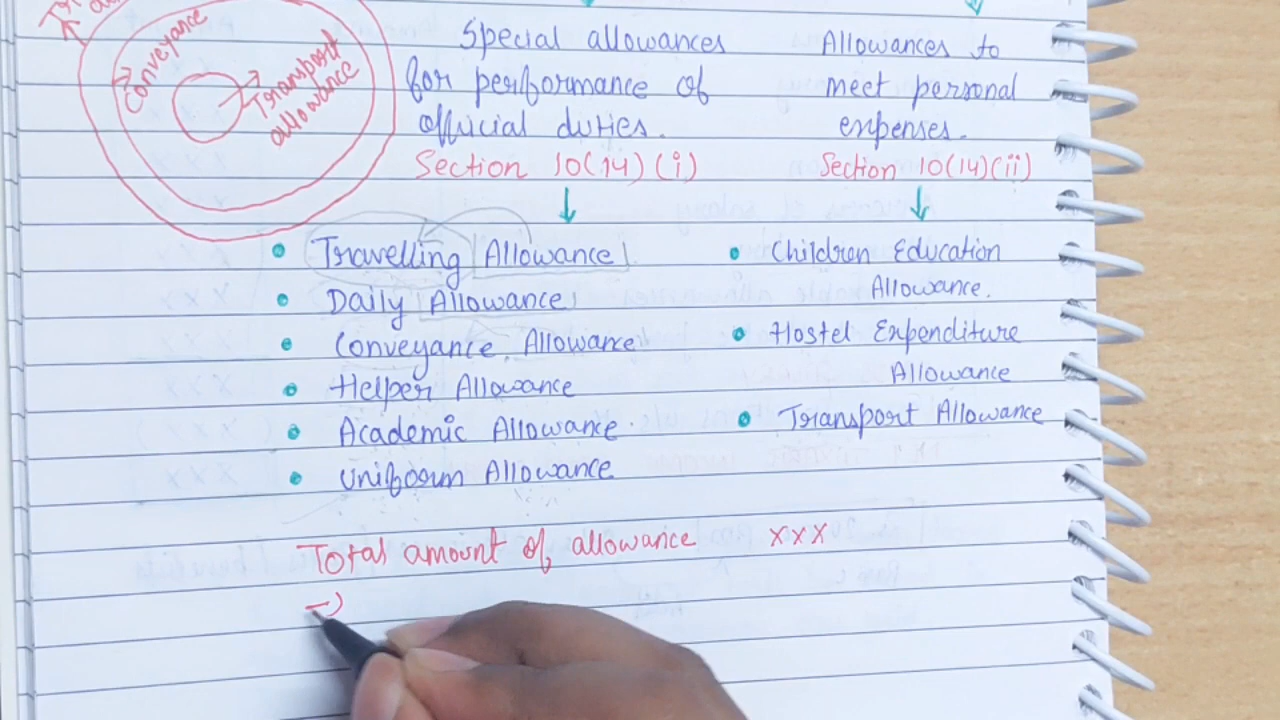 Conveyance
Transport
allowance
Special allowances
for performance of
official duties.
Section 10(14)(i)
• Travelling Allowance
• Daily Allowance
• Conveyance Allowance
• Helper Allowance
• Academic Allowance
• Uniform Allowance
Allowances to
meet personal
expenses.
Section 10(14)(ii)
• Children Education
Allowance.
• Hostel Expenditure
Allowance
• Transport Allowance
Total amount of allowance xxx